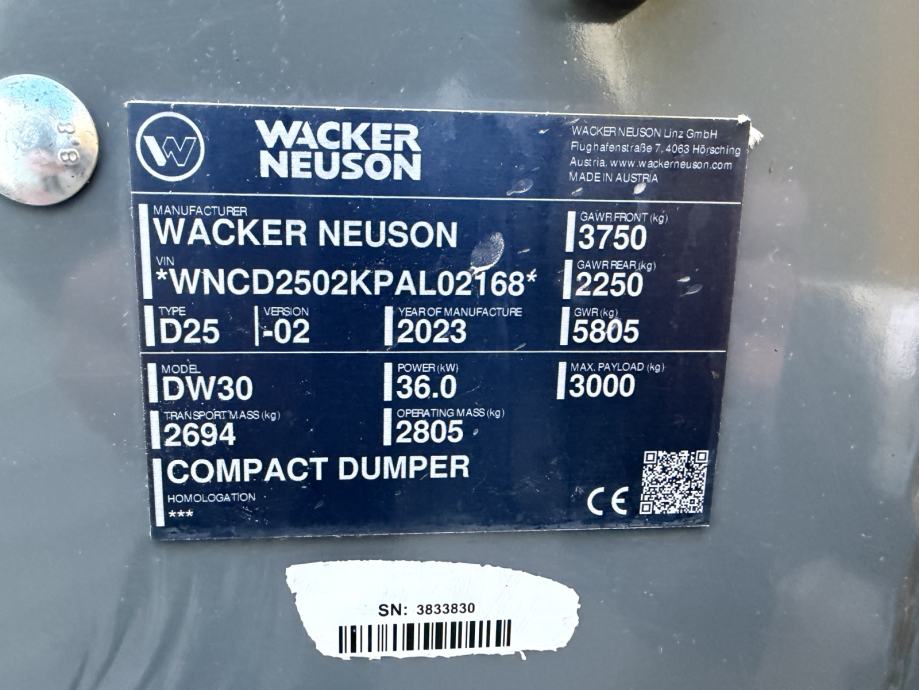 8.8
W
WACKER
NEUSON
WACKER NEUSON Linz GmbH
Flughafenstraße 7, 4063 Hörsching
Austria, www.wackerneuson.com
MADE IN AUSTRIA
MANUFACTURER
WACKER NEUSON
GAWR FRONT (kg)
3750
VIN
*WNCD2502KPAL02168*
GAWR REAR (kg)
2250
TYPE
D25
VERSION
-02
YEAR OF MANUFACTURE
2023
GWR (kg)
5805
MODEL
DW30
POWER (kW)
36.0
MAX. PAYLOAD (kg)
3000
TRANSPORT MASS (kg)
2694
OPERATING MASS (kg)
2805
COMPACT DUMPER
HOMOLOGATION
***
CE
SN: 3833830